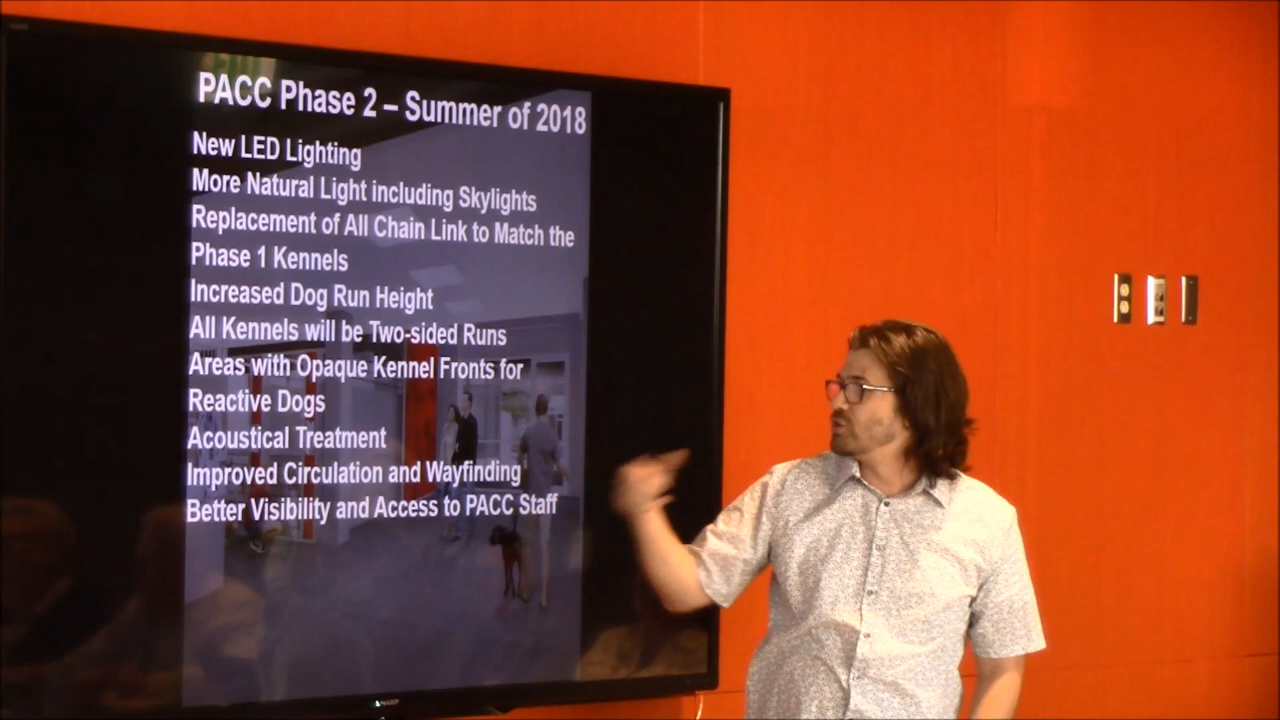 PACC Phase 2 – Summer of 2018
New LED Lighting
More Natural Light including Skylights
Replacement of All Chain Link to Match the
Phase 1 Kennels
Increased Dog Run Height
All Kennels will be Two-sided Runs
Areas with Opaque Kennel Fronts for
Reactive Dogs
Acoustical Treatment
Improved Circulation and Wayfinding
Better Visibility and Access to PACC Staff
SHARP